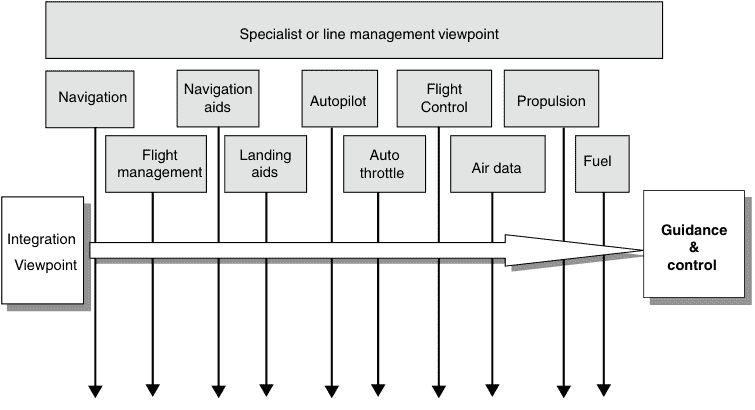 Specialist or line management viewpoint
Navigation
Navigation
aids
Autopilot
Flight
Control
Propulsion
Flight
management
Landing
aids
Auto
throttle
Air data
Fuel
Integration
Viewpoint
Guidance
&
control